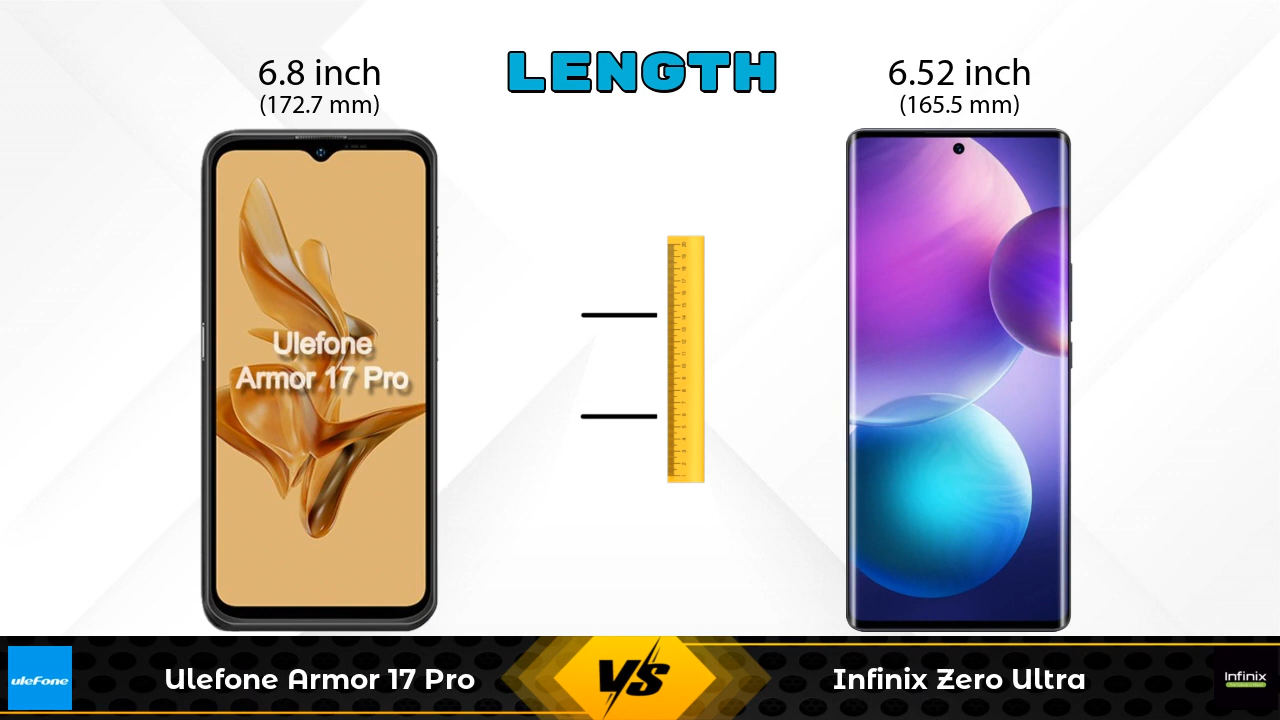 LENGTH
6.8 inch
(172.7 mm)
6.52 inch
(165.5 mm)
Ulefone
Armor 17 Pro
uleFone
Ulefone Armor 17 Pro
VS
Infinix Zero Ultra
Infinix